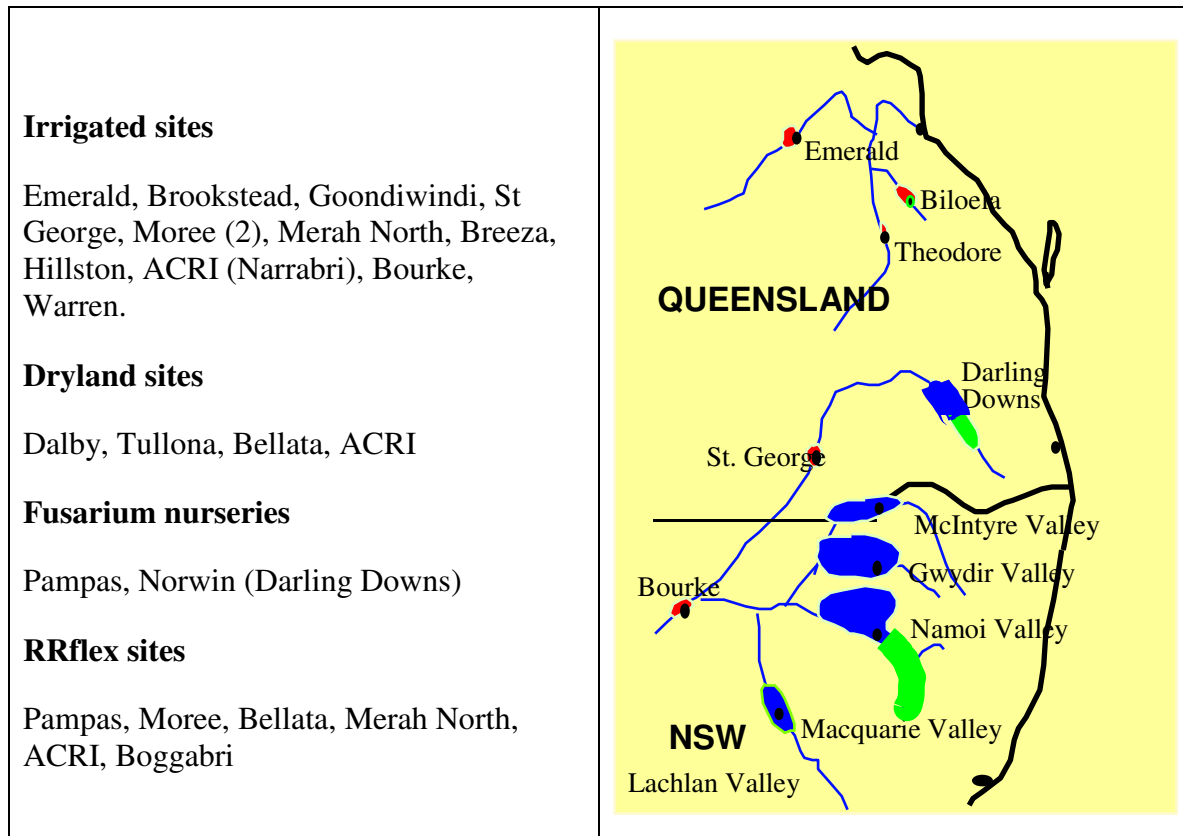 Irrigated sites
Emerald, Brookstead, Goondiwindi, St
George, Moree (2), Merah North, Breeza,
Hillston, ACRI (Narrabri), Bourke,
Warren.
Dryland sites
Dalby, Tullona, Bellata, ACRI
Fusarium nurseries
Pampas, Norwin (Darling Downs)
RRflex sites
Pampas, Moree, Bellata, Merah North,
ACRI, Boggabri
Emerald
Biloela
Theodore
QUEENSLAND
Darling
Downs
St. George
McIntyre Valley
Gwydir Valley
Bourke
Namoi Valley
Macquarie Valley
NSW
Lachlan Valley